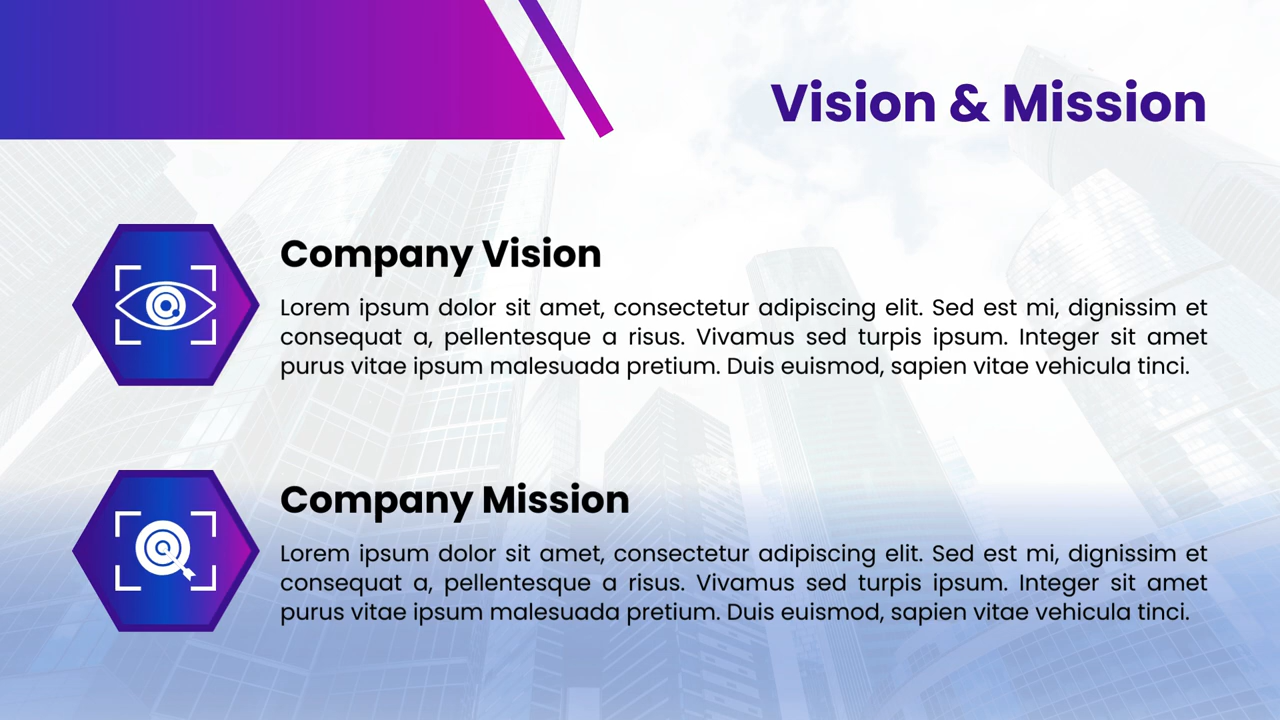 Vision & Mission
Company Vision
Lorem ipsum dolor sit amet, consectetur adipiscing elit. Sed est mi, dignissim et
consequat a, pellentesque a risus. Vivamus sed turpis ipsum. Integer sit amet
purus vitae ipsum malesuada pretium. Duis euismod, sapien vitae vehicula tinci.
Company Mission
Lorem ipsum dolor sit amet, consectetur adipiscing elit. Sed est mi, dignissim et
consequat a, pellentesque a risus. Vivamus sed turpis ipsum. Integer sit amet
purus vitae ipsum malesuada pretium. Duis euismod, sapien vitae vehicula tinci.